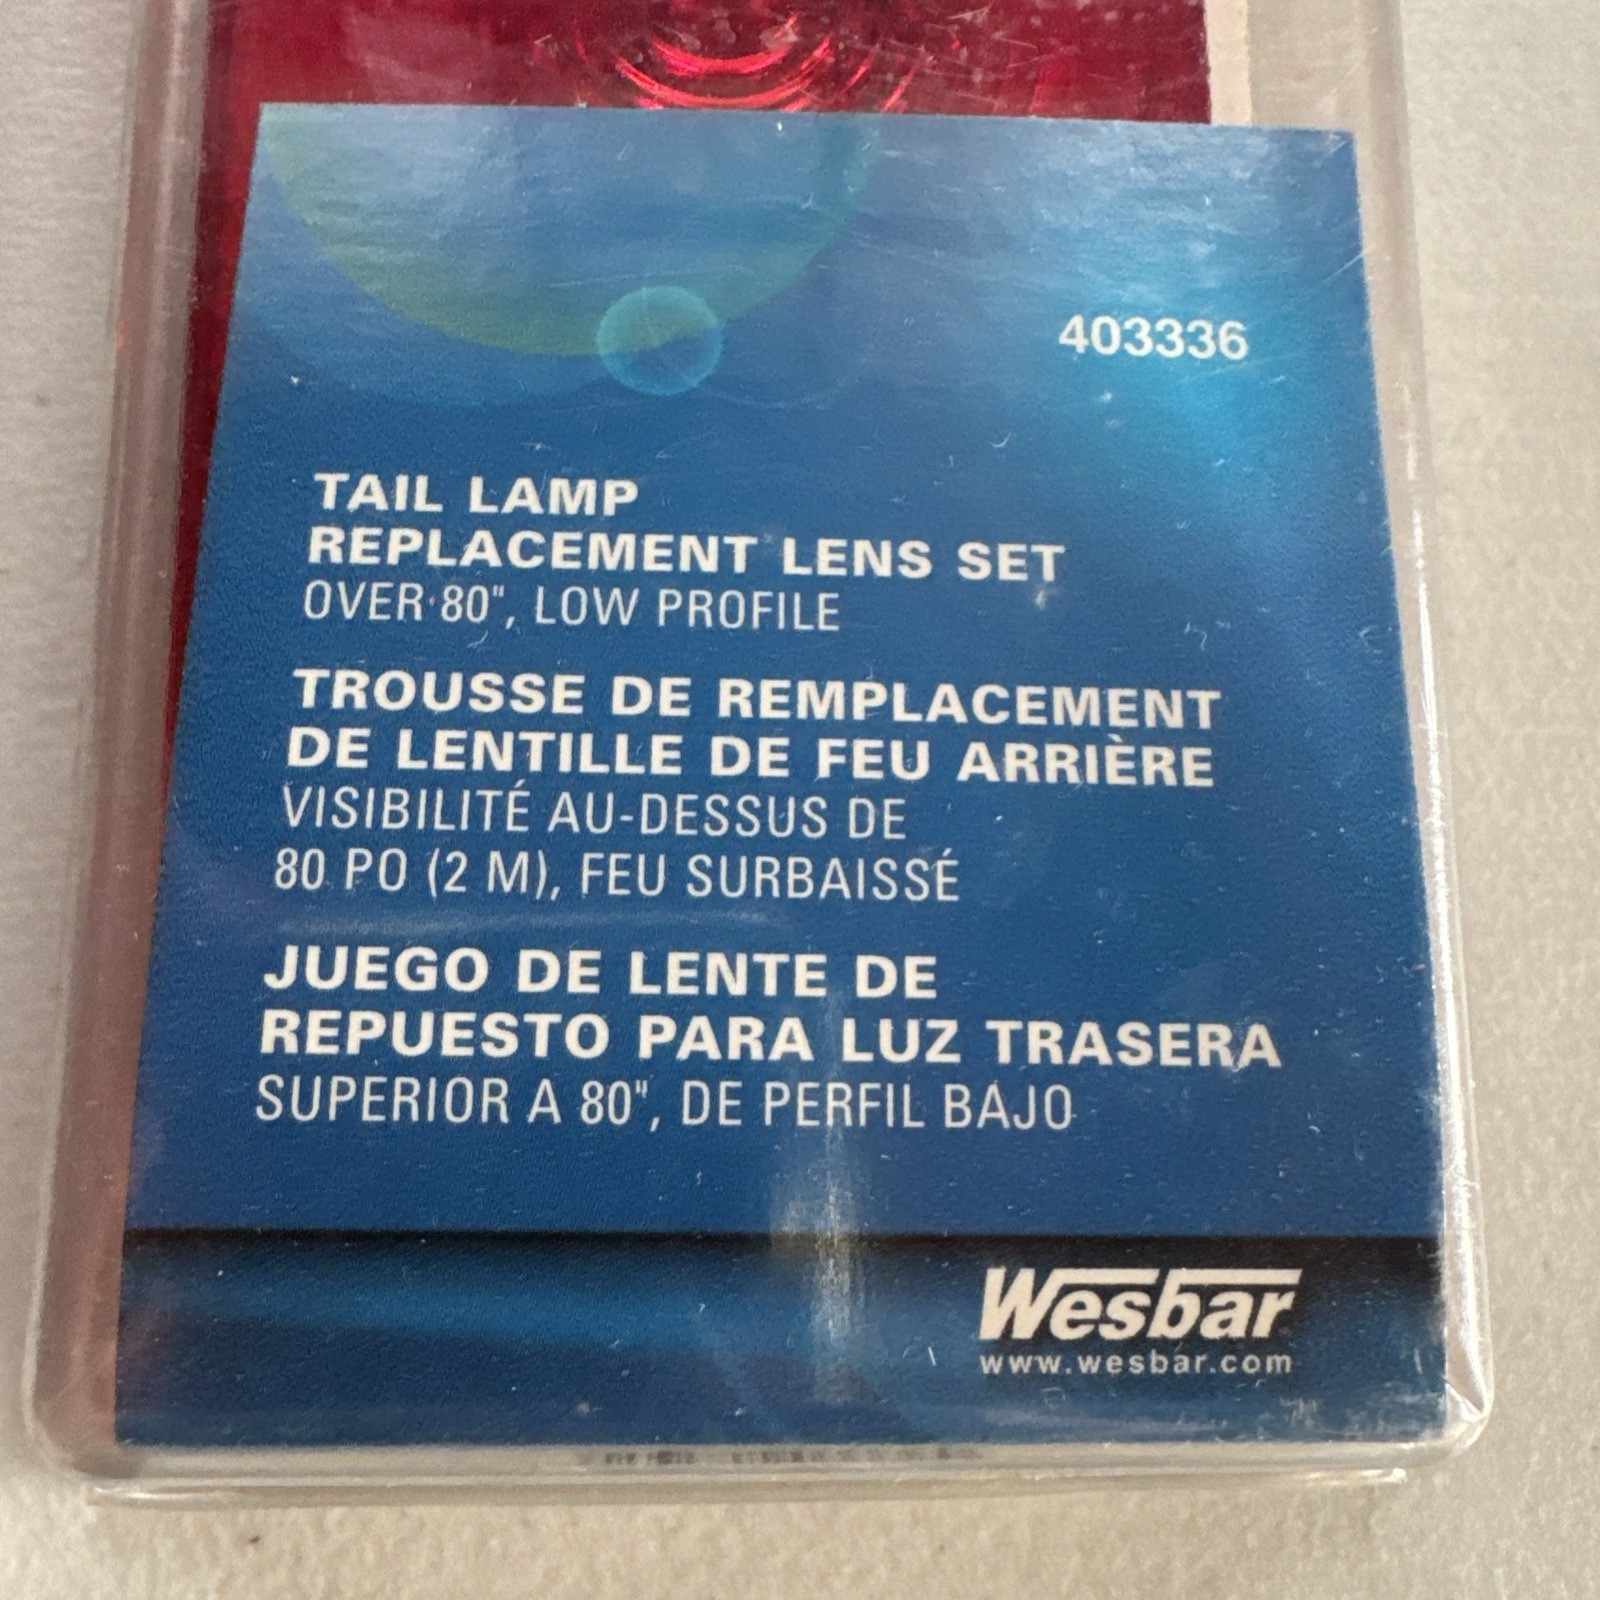 403336
TAIL LAMP
REPLACEMENT LENS SET
OVER 80", LOW PROFILE
TROUSSE DE REMPLACEMENT
DE LENTILLE DE FEU ARRIÈRE
VISIBILITÉ AU-DESSUS DE
80 PO (2 M), FEU SURBAISSÉ
JUEGO DE LENTE DE
REPUESTO PARA LUZ TRASERA
SUPERIOR A 80", DE PERFIL BAJO
Wesbar
www.wesbar.com